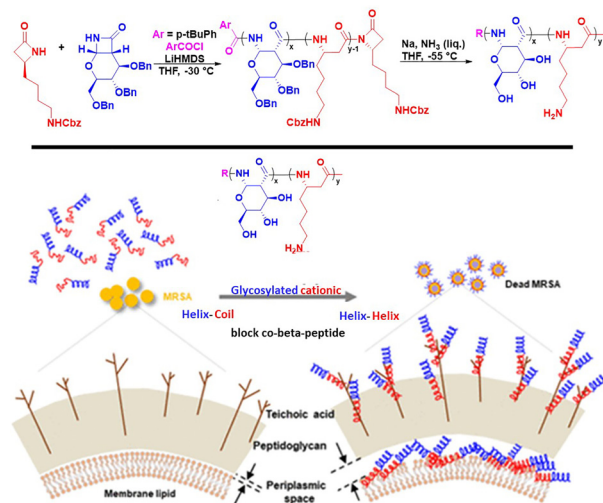 O
NH
NHCbz
+
O
HN
O
OBn
OBn
OBn
Ar = p-tBuPh
ArCOCl
LiHMDS
THF, -30 °C
Ar
O
NH
O
x
NH
O
y-1
N
O
O
OBn
OBn
OBn
CbzHN
NHCbz
Na, NH3 (liq.)
THF, -55 °C
R
NH
O
x
NH
O
y
O
OH
OH
HO
H2N
R
NH
O
x
NH
O
y
O
OH
OH
HO
H2N
MRSA
Glycosylated cationic
Helix-Coil
Helix-Helix
block co-beta-peptide
Dead MRSA
Teichoic acid
Peptidoglycan
Periplasmic
space
Membrane lipid